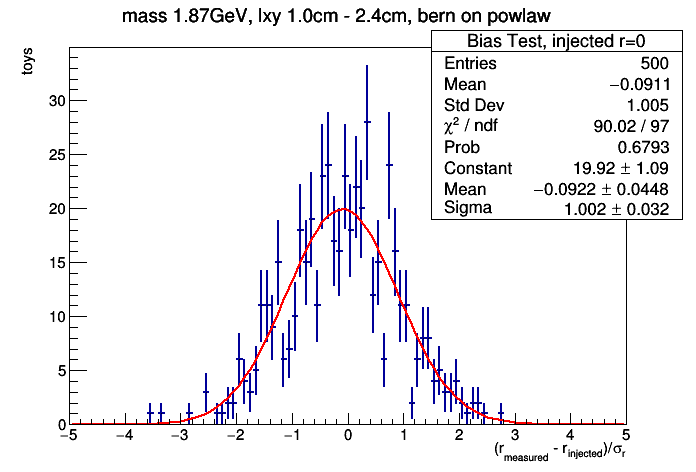 mass 1.87GeV, lxy 1.0cm - 2.4cm, bern on powlaw
Bias Test, injected r=0
Entries 500
Mean −0.0911
Std Dev 1.005
χ² / ndf 90.02 / 97
Prob 0.6793
Constant 19.92 ± 1.09
Mean −0.0922 ± 0.0448
Sigma 1.002 ± 0.032
toys
30
25
20
15
10
5
0
−5 −4 −3 −2 −1 0 1 2 3 4 5
(r_measured - r_injected)/σ_r